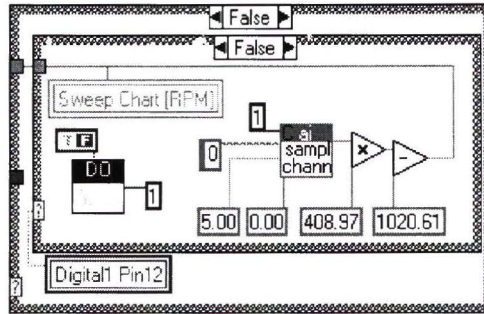 False
False
Sweep Chart [RPM]
1
ai
sampl
chann
0
F
DO
1
×
-
5.00
0.00
408.97
1020.61
?
Digital1 Pin12
?